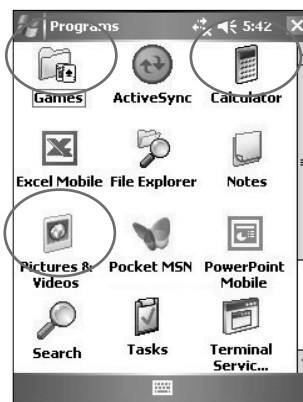 Programs 5:42
Games ActiveSync Calculator
Excel Mobile File Explorer Notes
Pictures & Videos Pocket MSN PowerPoint Mobile
Search Tasks Terminal Servic...